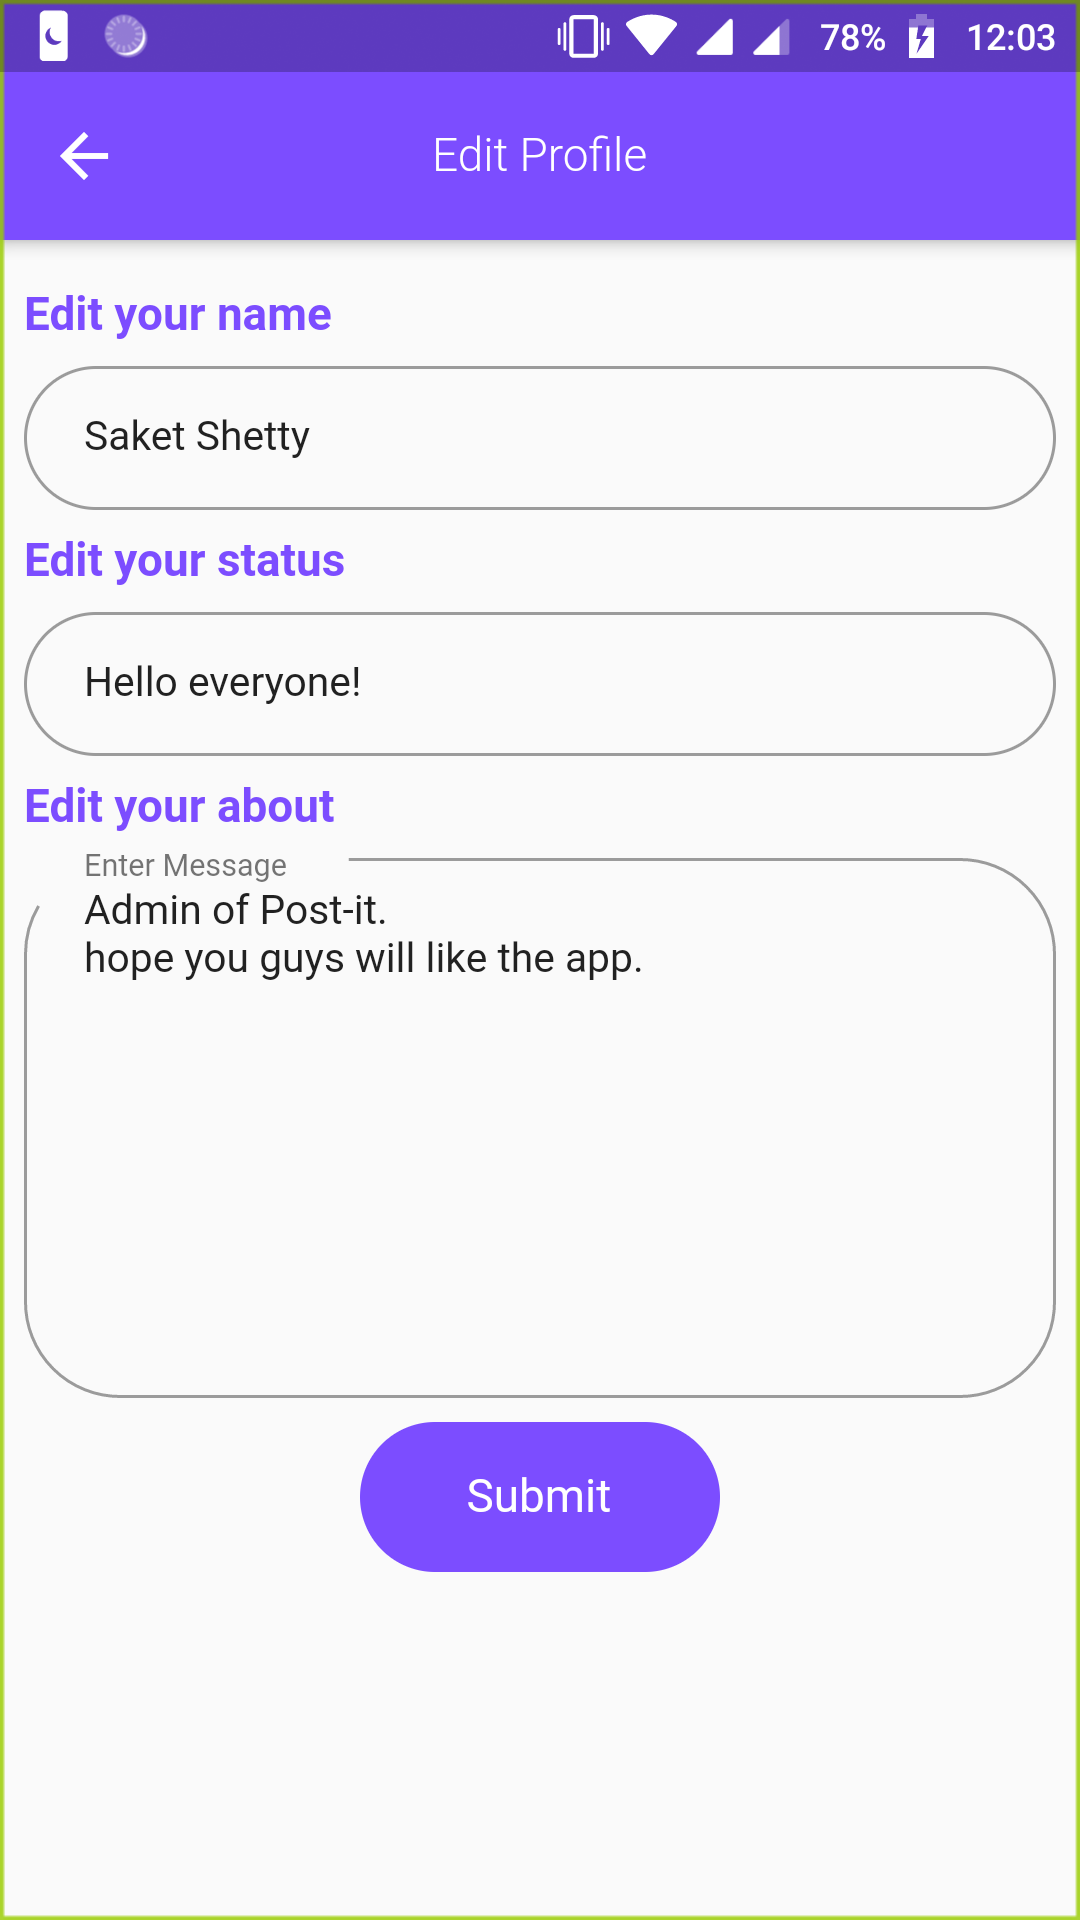 78% 12:03
Edit Profile
Edit your name
Saket Shetty
Edit your status
Hello everyone!
Edit your about
Enter Message
Admin of Post-it.
hope you guys will like the app.
Submit